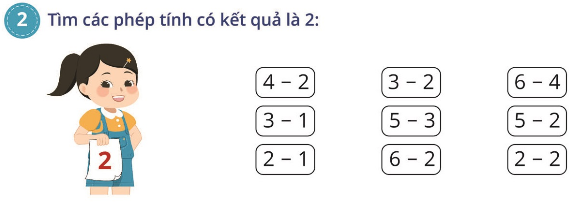 2 Tìm các phép tính có kết quả là 2:
4 – 2 3 – 2 6 – 4
3 – 1 5 – 3 5 – 2
2 – 1 6 – 2 2 – 2
2